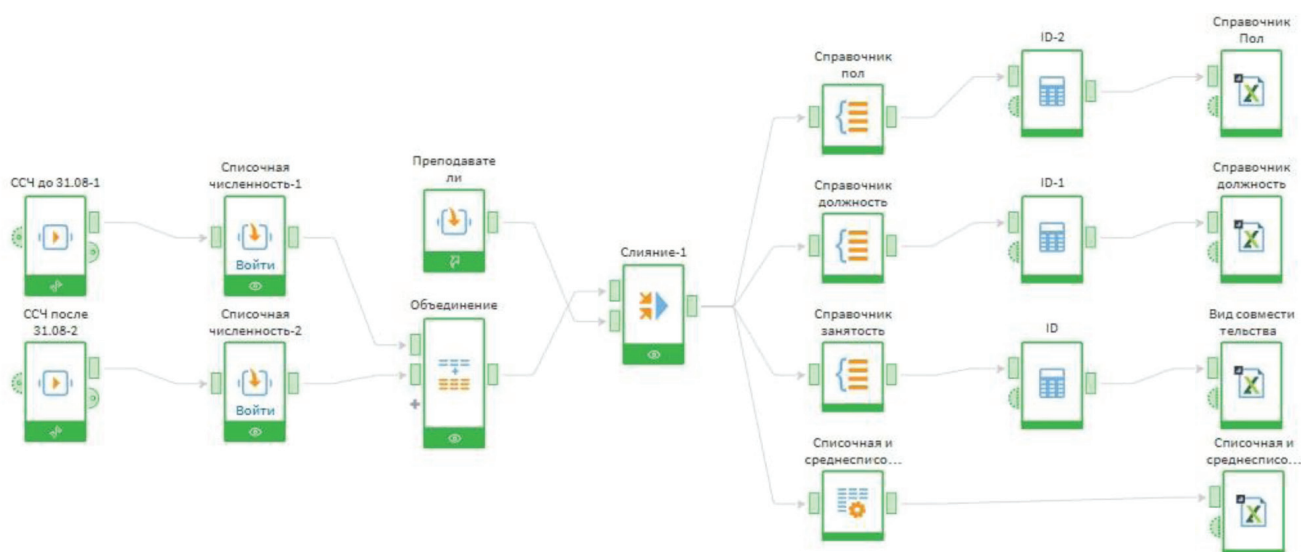 ССЧ до 31.08-1
Списочная
численность-1
Войти
ССЧ после
31.08-2
Списочная
численность-2
Войти
Преподавате
ли
Объединение
Слияние-1
Справочник
пол
ID-2
Справочник
Пол
Справочник
должность
ID-1
Справочник
должность
Справочник
занятость
ID
Вид совмести
тельства
Списочная и
среднесписо...
Списочная и
среднесписо...